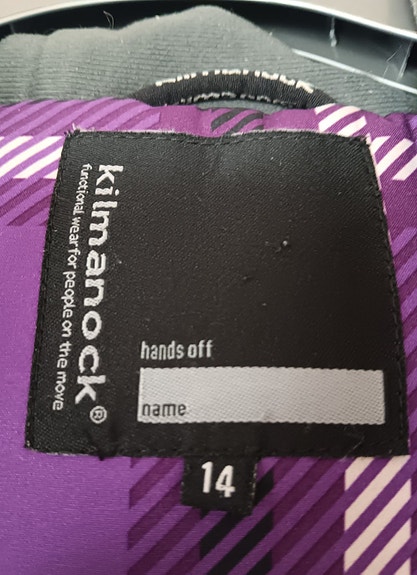 kilmanock®
functional wear for people on the move
hands off
name
14